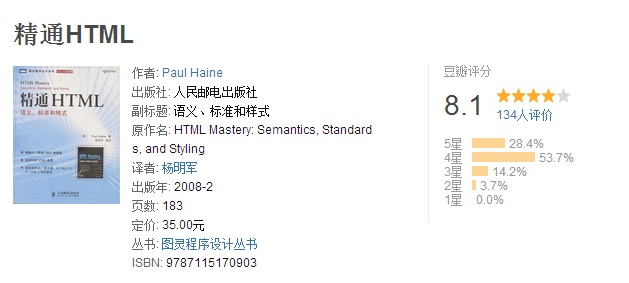 精通HTML
HTML Mastery
精通 HTML
语义、标准和样式
作者: Paul Haine
出版社: 人民邮电出版社
副标题: 语义、标准和样式
原作名: HTML Mastery: Semantics, Standard
s, and Styling
译者: 杨明军
出版年: 2008-2
页数: 183
定价: 35.00元
丛书: 图灵程序设计丛书
ISBN: 9787115170903
豆瓣评分
8.1
134人评价
5星 28.4%
4星 53.7%
3星 14.2%
2星 3.7%
1星 0.0%